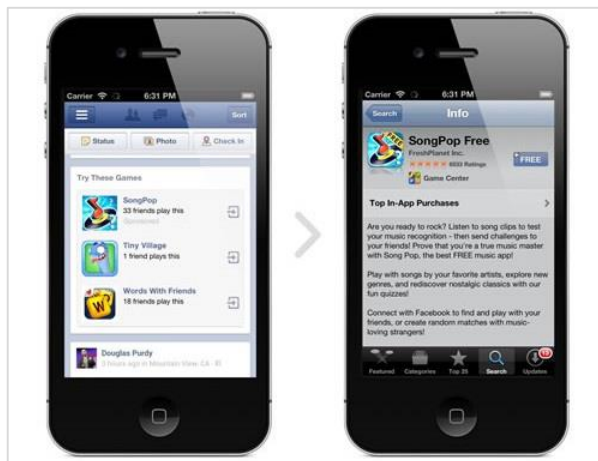 Carrier 6:31 PM
Sort
Status Photo Check In
Try These Games
SongPop
33 friends play this
Sponsored
Tiny Village
1 friend plays this
Words With Friends
18 friends play this
Douglas Purdy
3 hours ago in Mountain View, CA
Carrier 6:31 PM
Search Info
SongPop Free
FreshPlanet Inc.
6033 Ratings
FREE
Game Center
Top In-App Purchases
Are you ready to rock? Listen to song clips to test
your music recognition - then send challenges to
your friends! Prove that you're a true music master
with Song Pop, the best FREE music app!
Play with songs by your favorite artists, explore new
genres, and rediscover nostalgic classics with our
fun quizzes!
Connect with Facebook to find and play with your
friends, or create random matches with music-
loving strangers!
Featured Categories Top 25 Search Updates